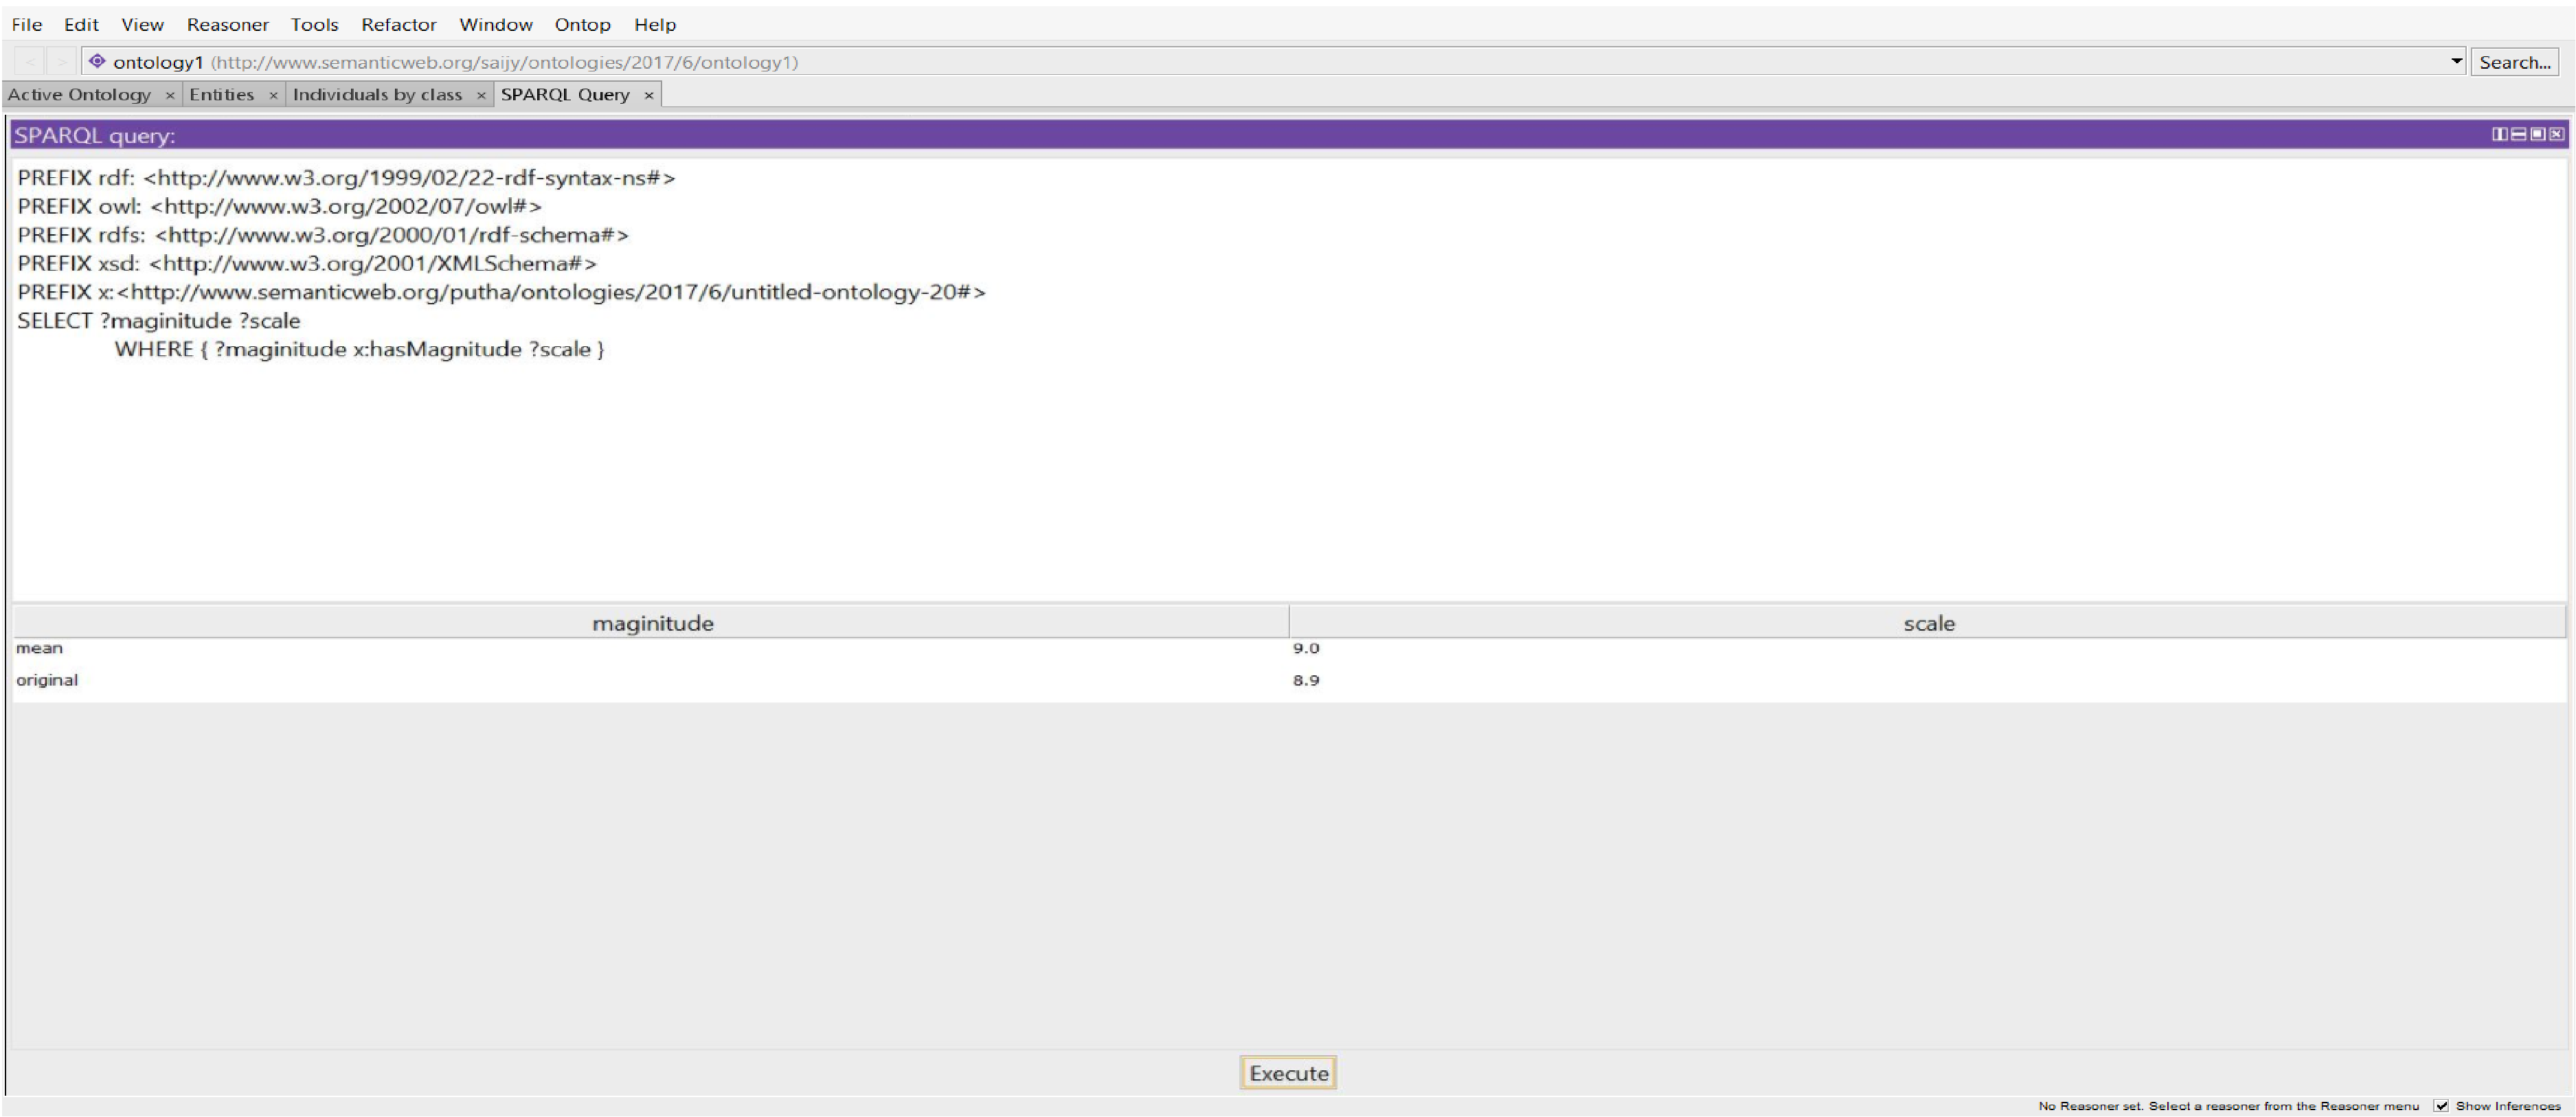 File Edit View Reasoner Tools Refactor Window Ontop Help
< > ontology1 (http://www.semanticweb.org/saijy/ontologies/2017/6/ontology1) Search...
Active Ontology × Entities × Individuals by class × SPARQL Query ×
SPARQL query:
PREFIX rdf: <http://www.w3.org/1999/02/22-rdf-syntax-ns#>
PREFIX owl: <http://www.w3.org/2002/07/owl#>
PREFIX rdfs: <http://www.w3.org/2000/01/rdf-schema#>
PREFIX xsd: <http://www.w3.org/2001/XMLSchema#>
PREFIX x:<http://www.semanticweb.org/putha/ontologies/2017/6/untitled-ontology-20#>
SELECT ?maginitude ?scale
WHERE { ?maginitude x:hasMagnitude ?scale }
maginitude scale
mean 9.0
original 8.9
Execute
No Reasoner set. Select a reasoner from the Reasoner menu Show Inferences